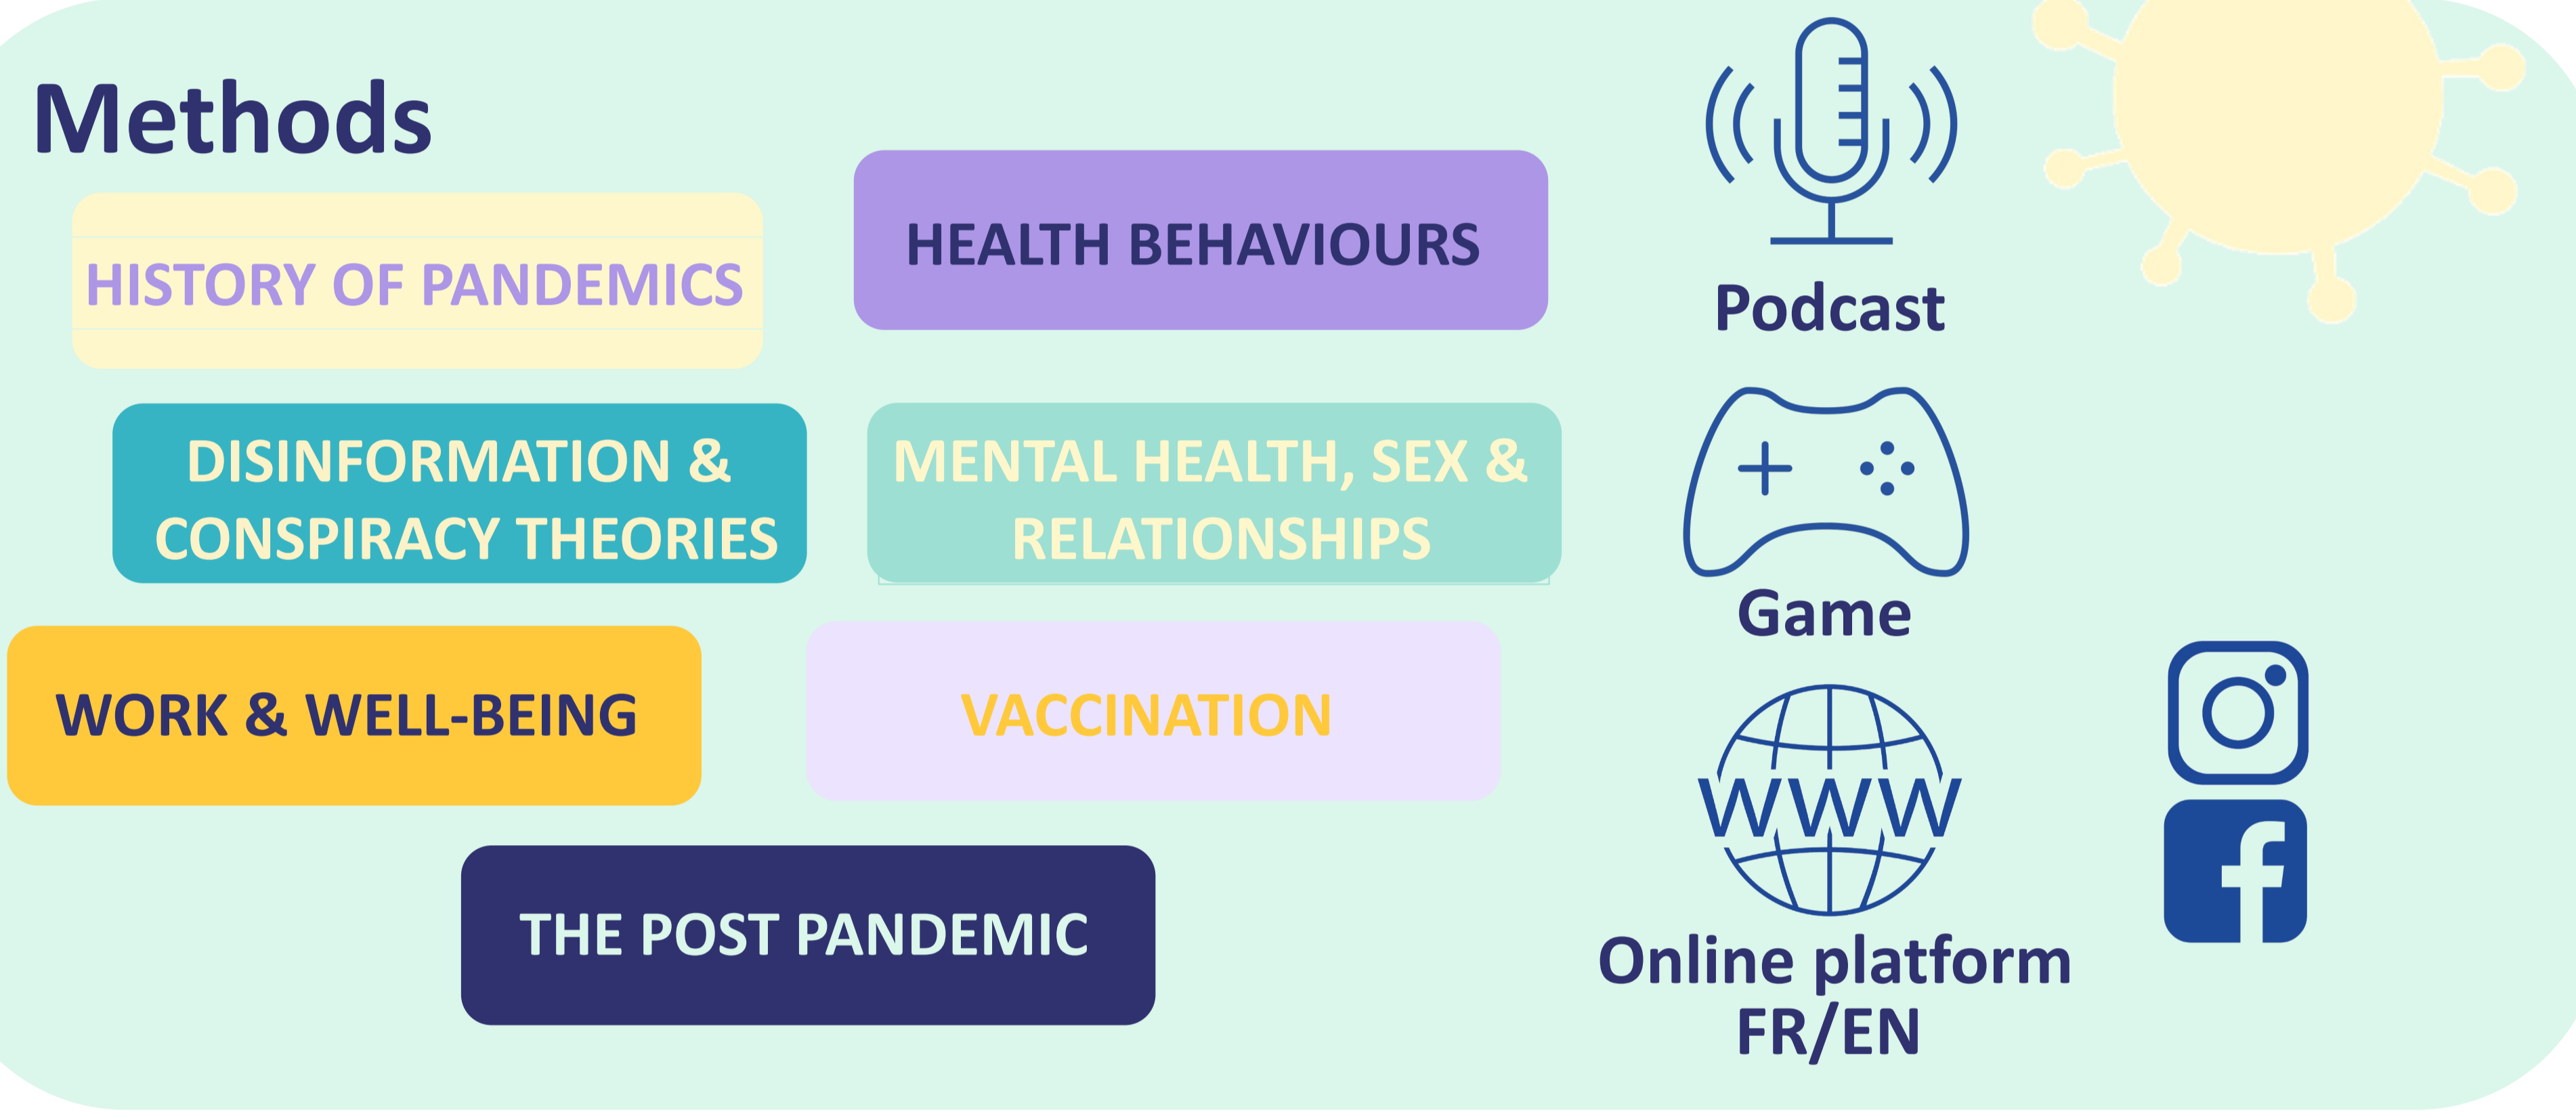 Methods
HISTORY OF PANDEMICS
HEALTH BEHAVIOURS
DISINFORMATION &
CONSPIRACY THEORIES
MENTAL HEALTH, SEX &
RELATIONSHIPS
WORK & WELL-BEING
VACCINATION
THE POST PANDEMIC
Podcast
Game
WWW
Online platform
FR/EN